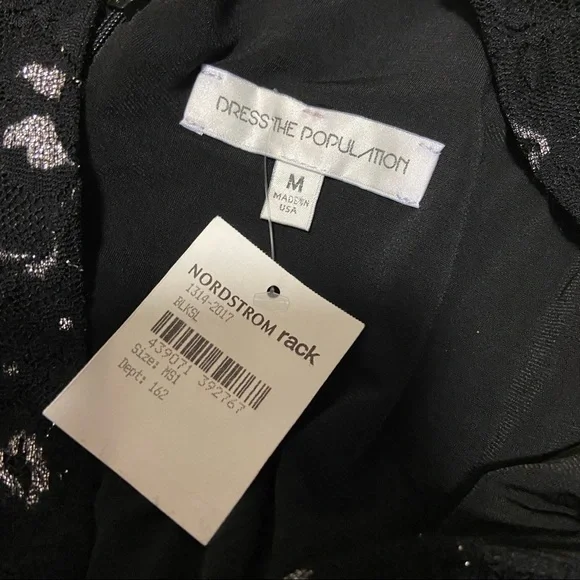 DRESS THE POPULATION
M
MADE IN
USA
NORDSTROM rack
1314-2017
BLKSL
439071 392767
Size: MS1
Dept: 162